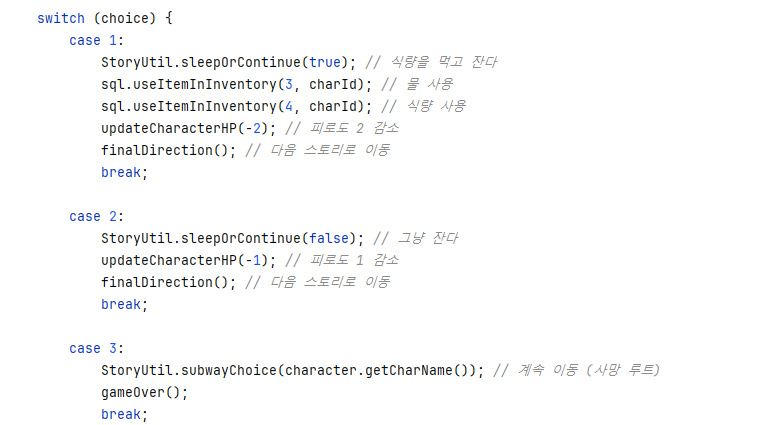 switch (choice) {
    case 1:
        StoryUtil.sleepOrContinue(true); // 식량을 먹고 잔다
        sql.useItemInInventory(3, charId); // 물 사용
        sql.useItemInInventory(4, charId); // 식량 사용
        updateCharacterHP(-2); // 피로도 2 감소
        finalDirection(); // 다음 스토리로 이동
        break;

    case 2:
        StoryUtil.sleepOrContinue(false); // 그냥 잔다
        updateCharacterHP(-1); // 피로도 1 감소
        finalDirection(); // 다음 스토리로 이동
        break;

    case 3:
        StoryUtil.subwayChoice(character.getCharName()); // 계속 이동 (사망 루트)
        gameOver();
        break;